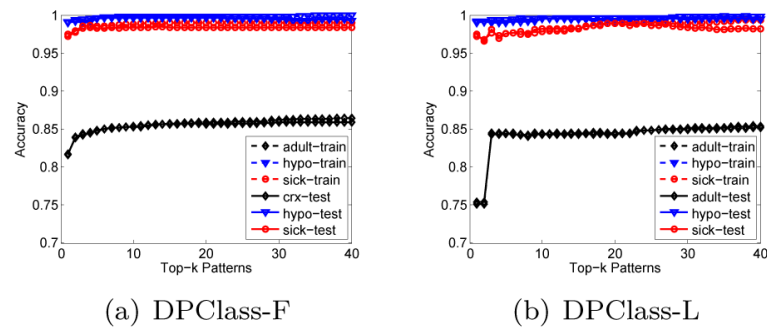 1
0.95
0.9
0.85
0.8
0.75
0.7
Accuracy
0 10 20 30 40
Top-k Patterns
adult-train
hypo-train
sick-train
crx-test
hypo-test
sick-test
(a) DPClass-F
1
0.95
0.9
0.85
0.8
0.75
0.7
Accuracy
0 10 20 30 40
Top-k Patterns
adult-train
hypo-train
sick-train
adult-test
hypo-test
sick-test
(b) DPClass-L